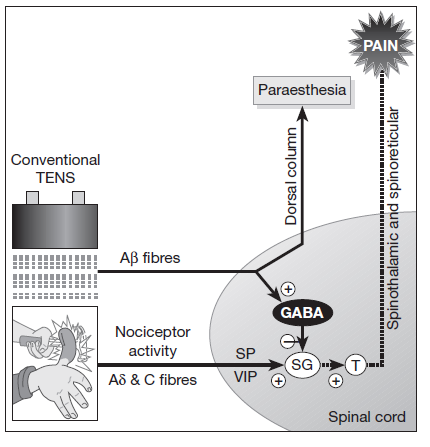 PAIN
Paraesthesia
Dorsal column
Spinothalamic and spinoreticular
Conventional
TENS
Aβ fibres
+
GABA
−
Nociceptor
activity
Aδ & C fibres
SP
VIP
+
SG
+
T
Spinal cord